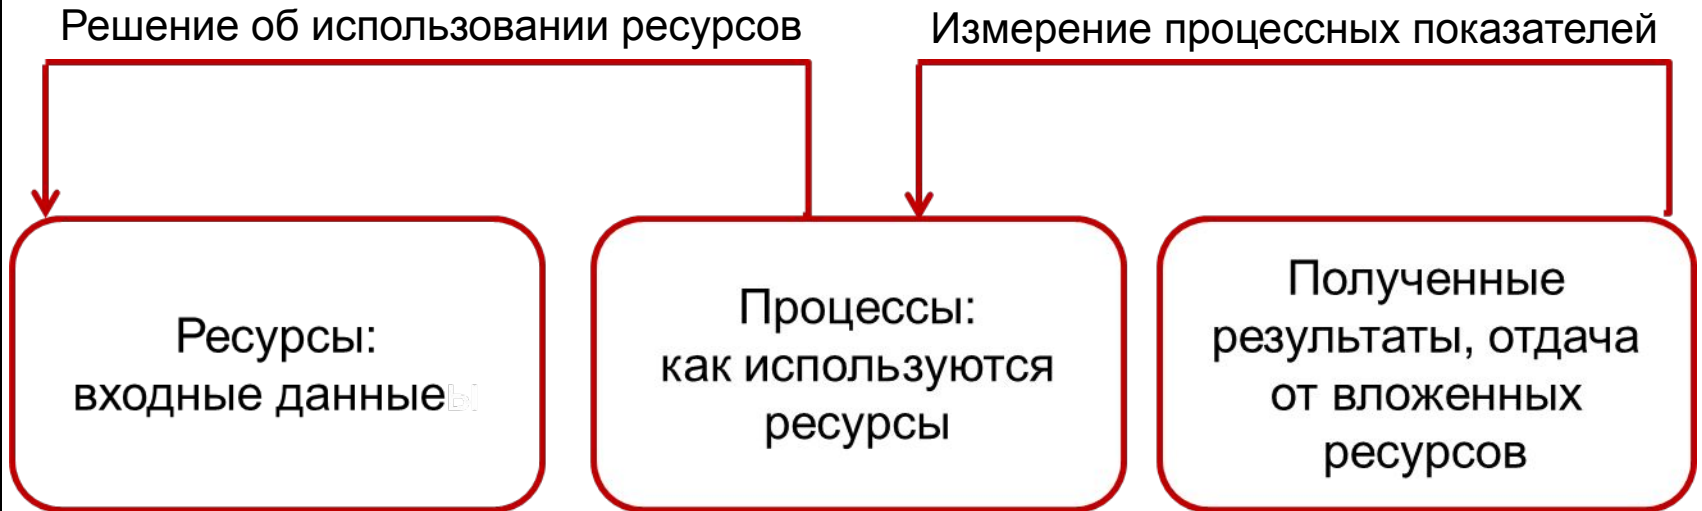 Решение об использовании ресурсов
Измерение процессных показателей
Ресурсы:
входные данные
Процессы:
как используются
ресурсы
Полученные
результаты, отдача
от вложенных
ресурсов